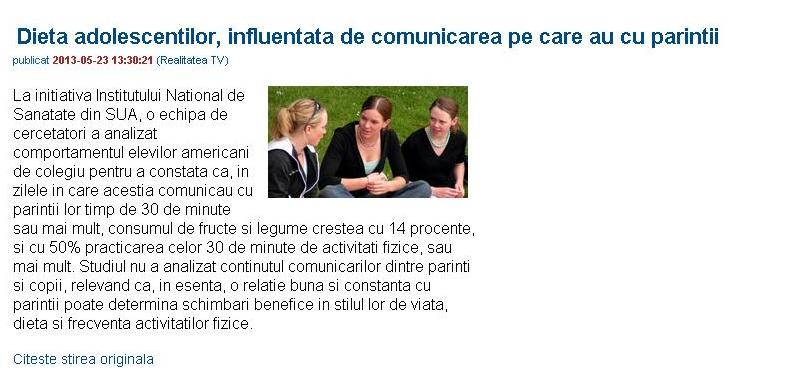 Dieta adolescentilor, influentata de comunicarea pe care au cu parintii
publicat 2013-05-23 13:30:21 (Realitatea TV)
La initiativa Institutului National de
Sanatate din SUA, o echipa de
cercetatori a analizat
comportamentul elevilor americani
de colegiu pentru a constata ca, in
zilele in care acestia comunicau cu
parintii lor timp de 30 de minute
sau mai mult, consumul de fructe si legume crestea cu 14 procente,
si cu 50% practicarea celor 30 de minute de activitati fizice, sau
mai mult. Studiul nu a analizat continutul comunicarilor dintre parinti
si copii, relevand ca, in esenta, o relatie buna si constanta cu
parintii poate determina schimbari benefice in stilul lor de viata,
dieta si frecventa activitatilor fizice.
Citeste stirea originala